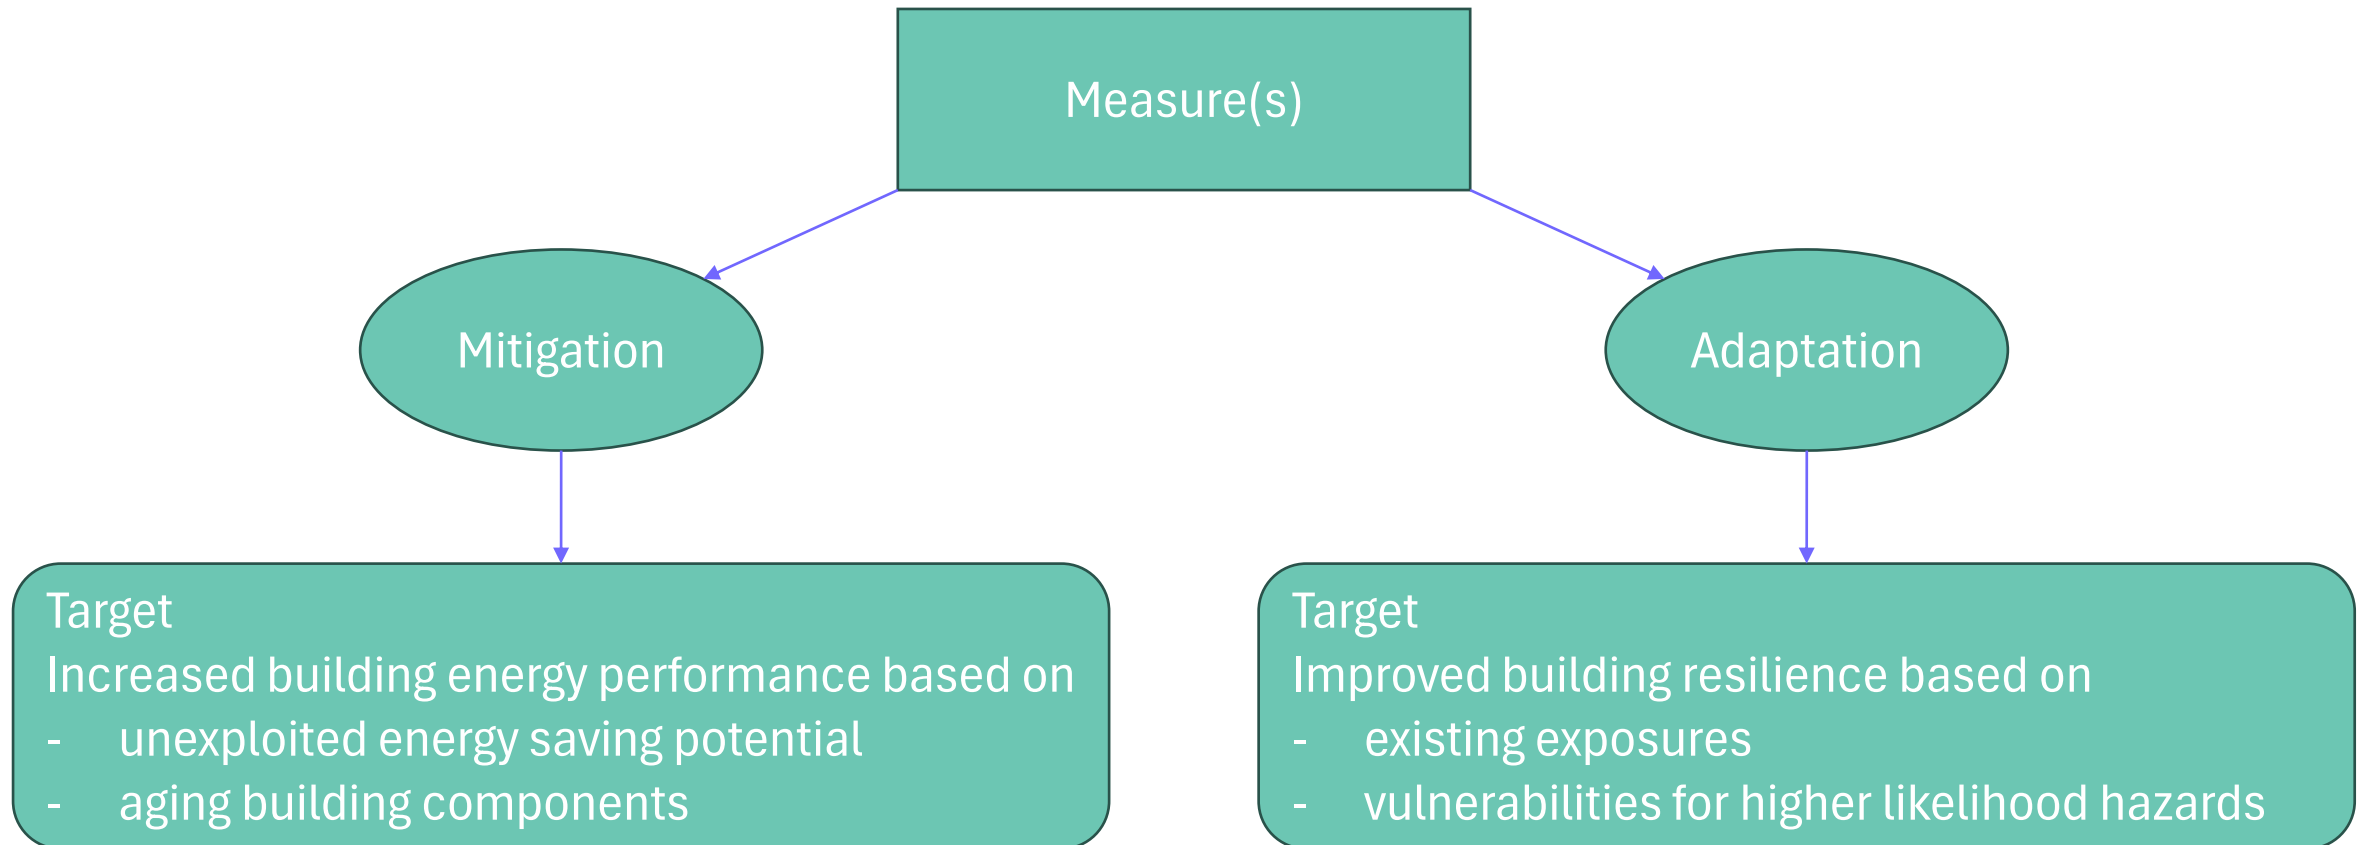 Measure(s)
Mitigation
Adaptation
Target
Increased building energy performance based on
- unexploited energy saving potential
- aging building components
Target
Improved building resilience based on
- existing exposures
- vulnerabilities for higher likelihood hazards